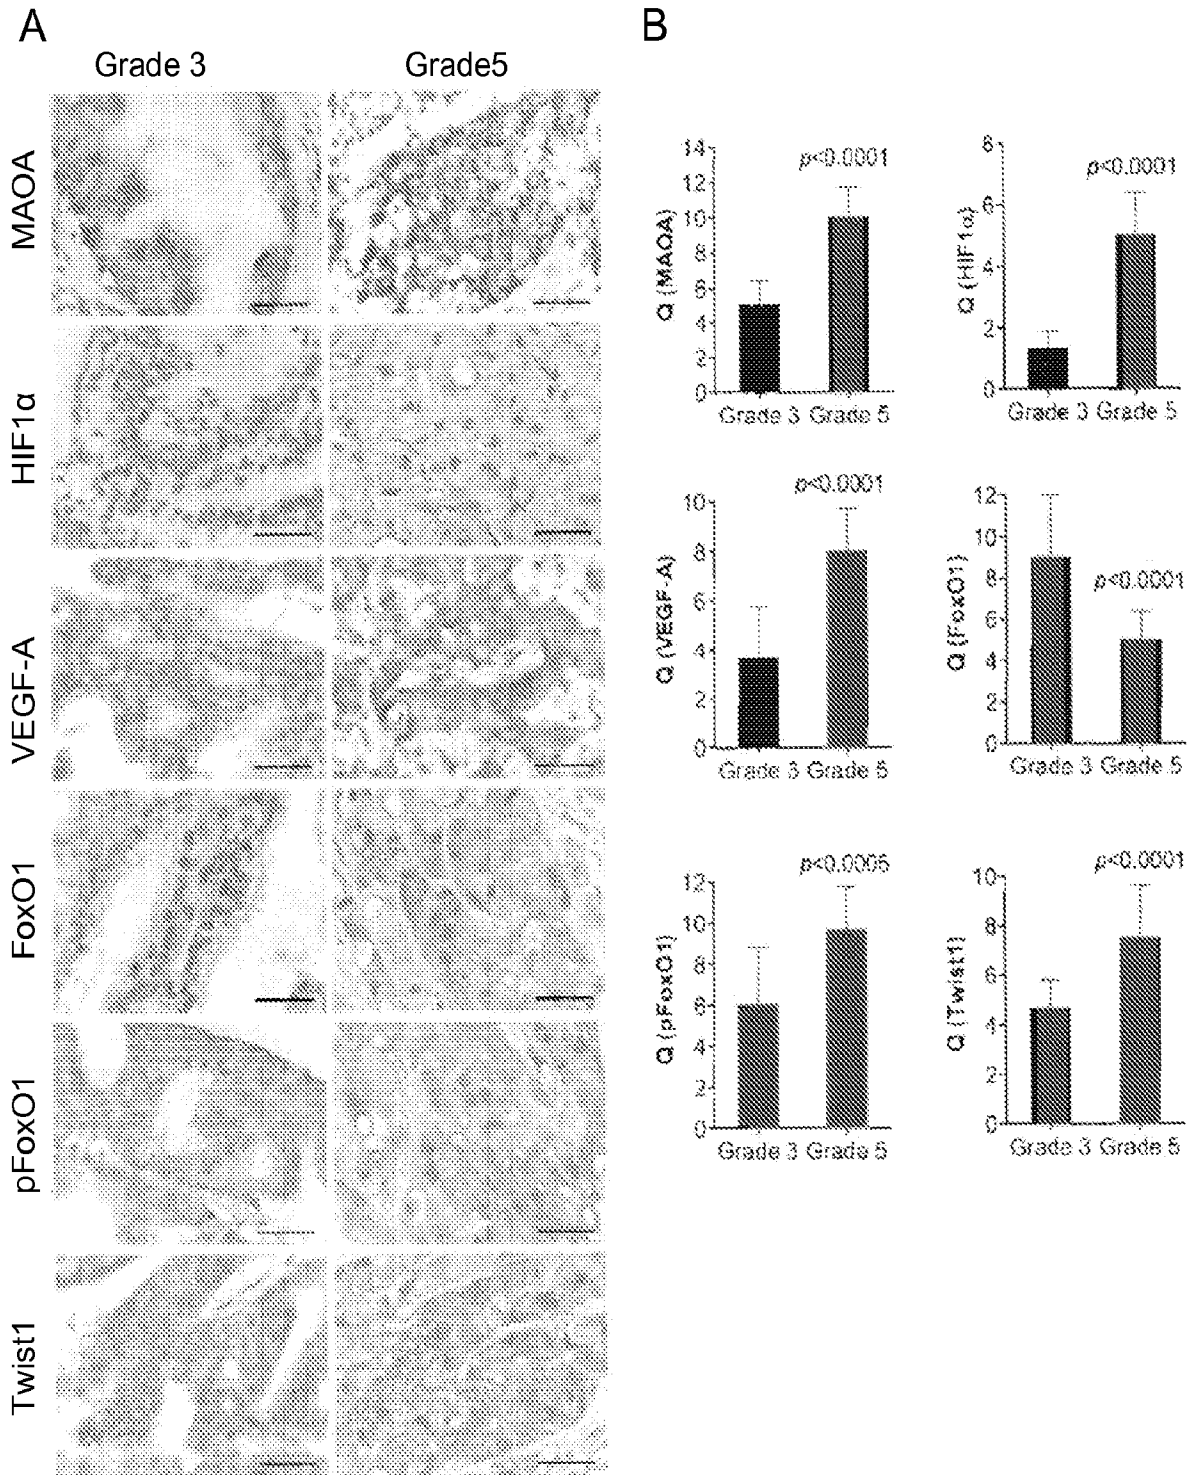 A
B
Grade 3
Grade5
MAOA
HIF1α
VEGF-A
FoxO1
pFoxO1
Twist1
Q (MAOA)
14
12
10
8
6
4
2
0
p<0.0001
Grade 3 Grade 5
Q (HIF1α)
8
6
4
2
0
p<0.0001
Grade 3 Grade 5
Q (VEGF-A)
10
8
6
4
2
0
p<0.0001
Grade 3 Grade 5
Q (FoxO1)
12
10
8
6
4
2
0
p<0.0001
Grade 3 Grade 5
Q (pFoxO1)
12
10
8
6
4
2
0
p<0.0005
Grade 3 Grade 5
Q (Twist1)
10
8
6
4
2
0
p<0.0001
Grade 3 Grade 5